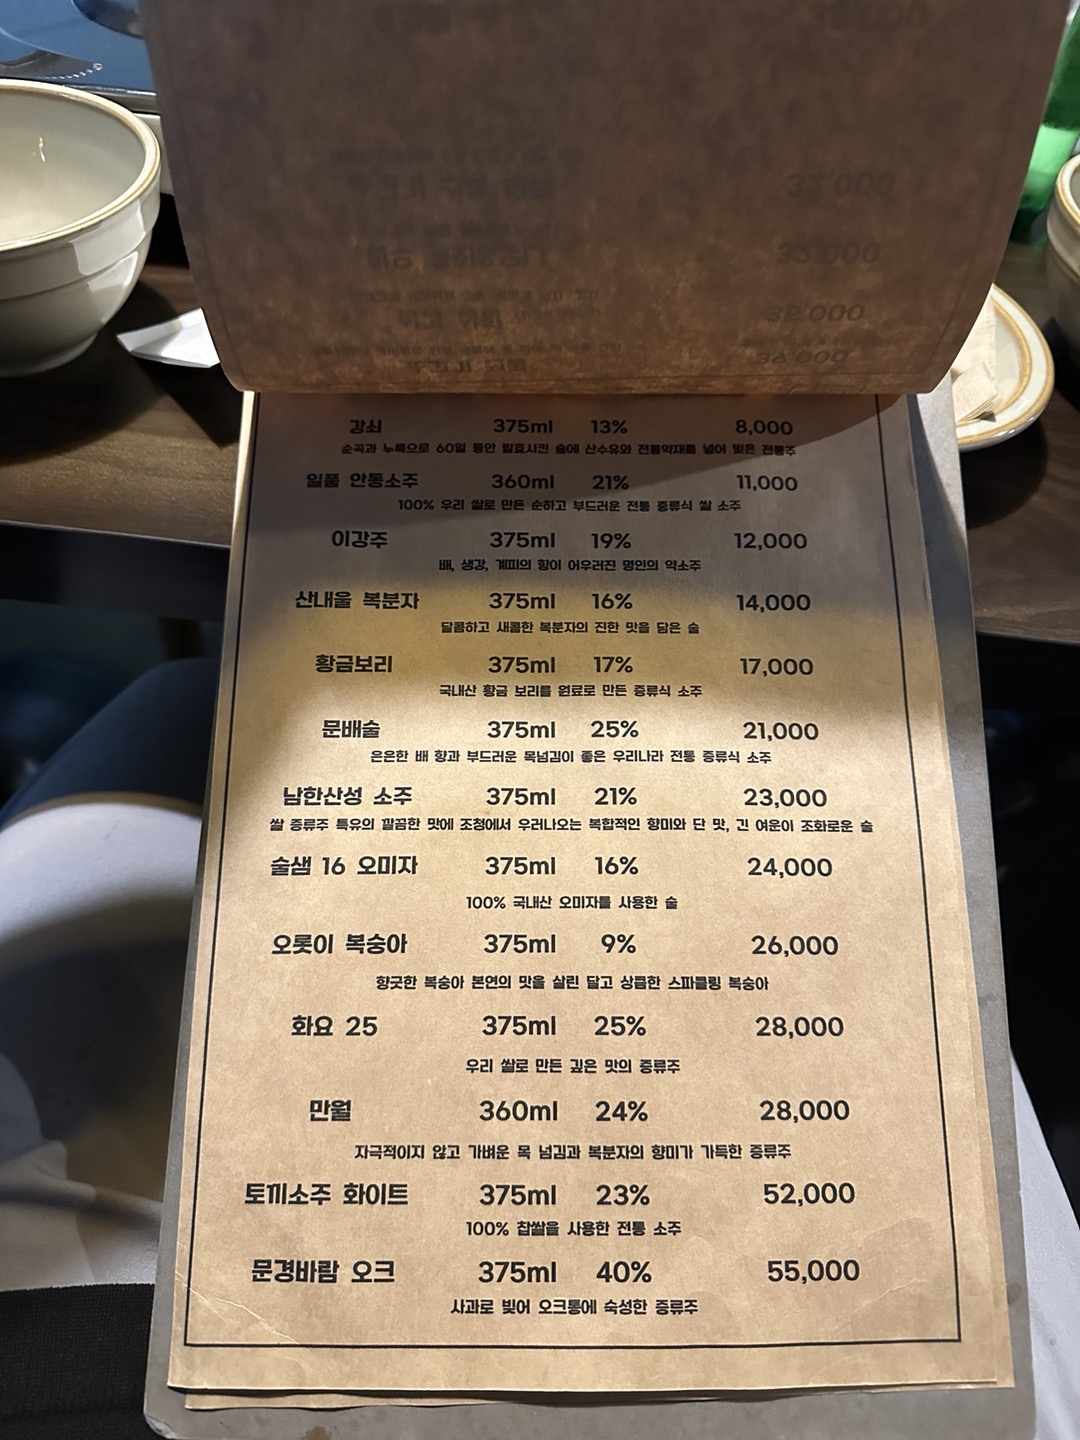 강쇠 375ml 13% 8,000
순곡과 누룩으로 60일 동안 발효시킨 술에 산수유와 전통약재를 넣어 빚은 전통주
일품 안동소주 360ml 21% 11,000
100% 우리 쌀로 만든 순하고 부드러운 전통 증류식 쌀 소주
이강주 375ml 19% 12,000
배, 생강, 계피의 향이 어우러진 명인의 약소주
산내울 복분자 375ml 16% 14,000
달콤하고 새콤한 복분자의 진한 맛을 담은 술
황금보리 375ml 17% 17,000
국내산 황금 보리를 원료로 만든 증류식 소주
문배술 375ml 25% 21,000
은은한 배 향과 부드러운 목넘김이 좋은 우리나라 전통 증류식 소주
남한산성 소주 375ml 21% 23,000
쌀 증류주 특유의 깔끔한 맛에 조청에서 우러나오는 복합적인 향미와 단 맛, 긴 여운이 조화로운 술
술샘 16 오미자 375ml 16% 24,000
100% 국내산 오미자를 사용한 술
오롯이 복숭아 375ml 9% 26,000
향긋한 복숭아 본연의 맛을 살린 달고 상큼한 스파클링 복숭아
화요 25 375ml 25% 28,000
우리 쌀로 만든 깊은 맛의 증류주
만월 360ml 24% 28,000
자극적이지 않고 가벼운 목 넘김과 복분자의 향미가 가득한 증류주
토끼소주 화이트 375ml 23% 52,000
100% 찹쌀을 사용한 전통 소주
문경바람 오크 375ml 40% 55,000
사과로 빚어 오크통에 숙성한 증류주